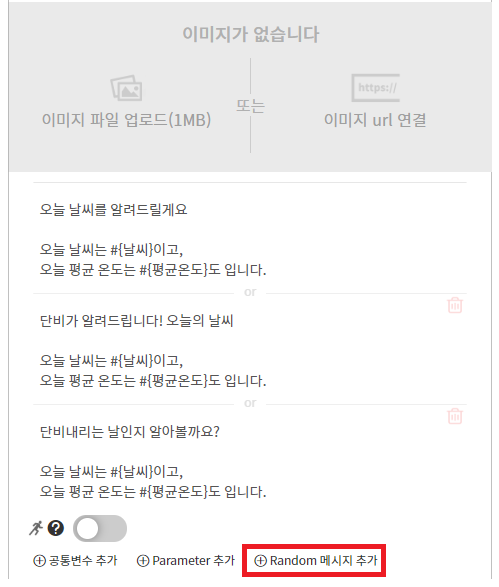 이미지가 없습니다
이미지 파일 업로드(1MB)
또는
https://
이미지 url 연결
오늘 날씨를 알려드릴게요
오늘 날씨는 #{날씨}이고,
오늘 평균 온도는 #{평균온도}도 입니다.
or
단비가 알려드립니다! 오늘의 날씨
오늘 날씨는 #{날씨}이고,
오늘 평균 온도는 #{평균온도}도 입니다.
or
단비내리는 날인지 알아볼까요?
오늘 날씨는 #{날씨}이고,
오늘 평균 온도는 #{평균온도}도 입니다.
?
공통변수 추가 Parameter 추가 Random 메시지 추가